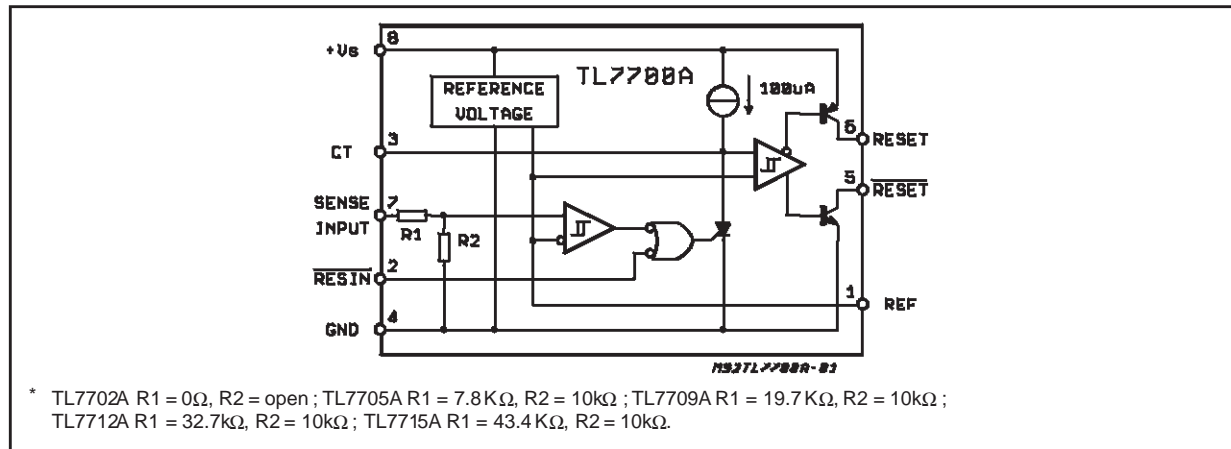 8
+Vs
TL7700A
REFERENCE
VOLTAGE
100uA
3
CT
6
RESET
5
RESET
SENSE
7
INPUT
R1
R2
2
RESIN
1
REF
4
GND
M92TL7700A-01
* TL7702A R1 = 0Ω, R2 = open ; TL7705A R1 = 7.8 KΩ, R2 = 10kΩ ; TL7709A R1 = 19.7 KΩ, R2 = 10kΩ ;
TL7712A R1 = 32.7kΩ, R2 = 10kΩ ; TL7715A R1 = 43.4 KΩ, R2 = 10kΩ.